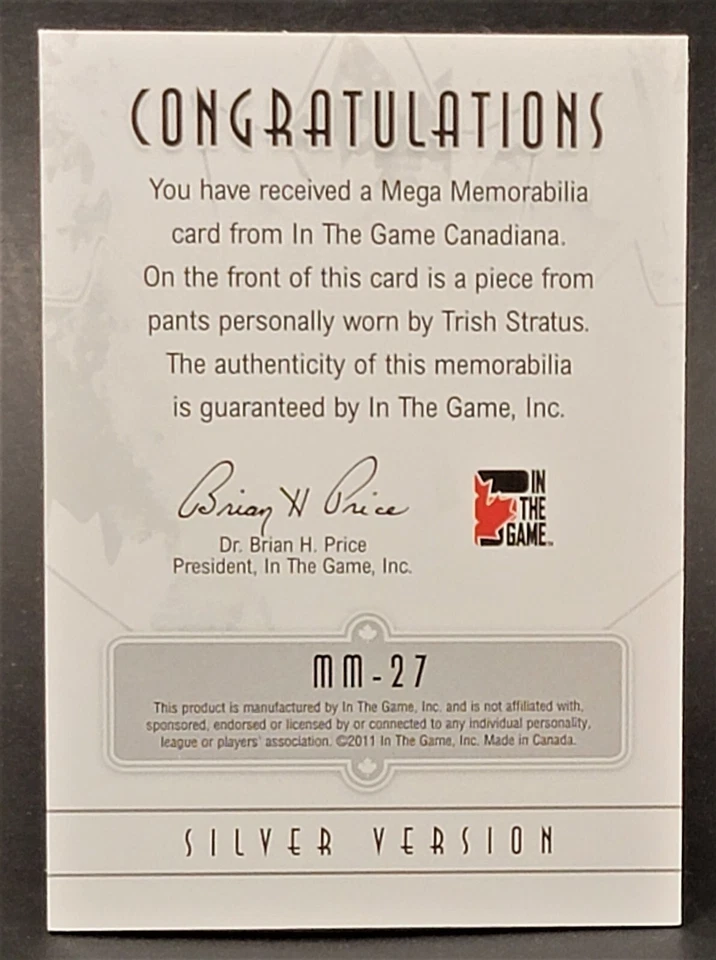 CONGRATULATIONS
You have received a Mega Memorabilia
card from In The Game Canadiana.
On the front of this card is a piece from
pants personally worn by Trish Stratus.
The authenticity of this memorabilia
is guaranteed by In The Game, Inc.
Brian H Price
Dr. Brian H. Price
President, In The Game, Inc.
IN
THE
GAME™
MM-27
This product is manufactured by In The Game, Inc. and is not affiliated with,
sponsored, endorsed or licensed by or connected to any individual personality,
league or players' association. ©2011 In The Game, Inc. Made in Canada.
SILVER VERSION